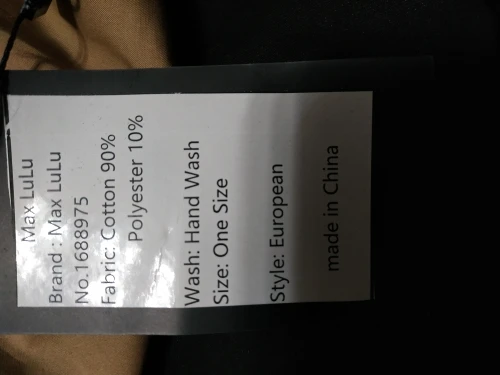 Max LuLu
Brand : Max LuLu
No.1688975
Fabric: Cotton 90%
Polyester 10%
Wash: Hand Wash
Size: One Size
Style: European
made in China